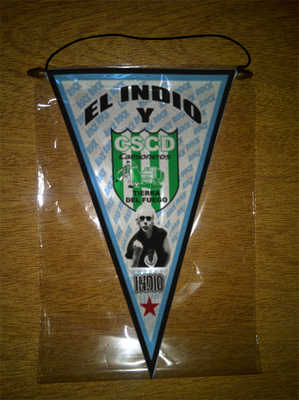 EL INDIO
Y
CSCD
Camioneros
TIERRA
DEL FUEGO
INDIO